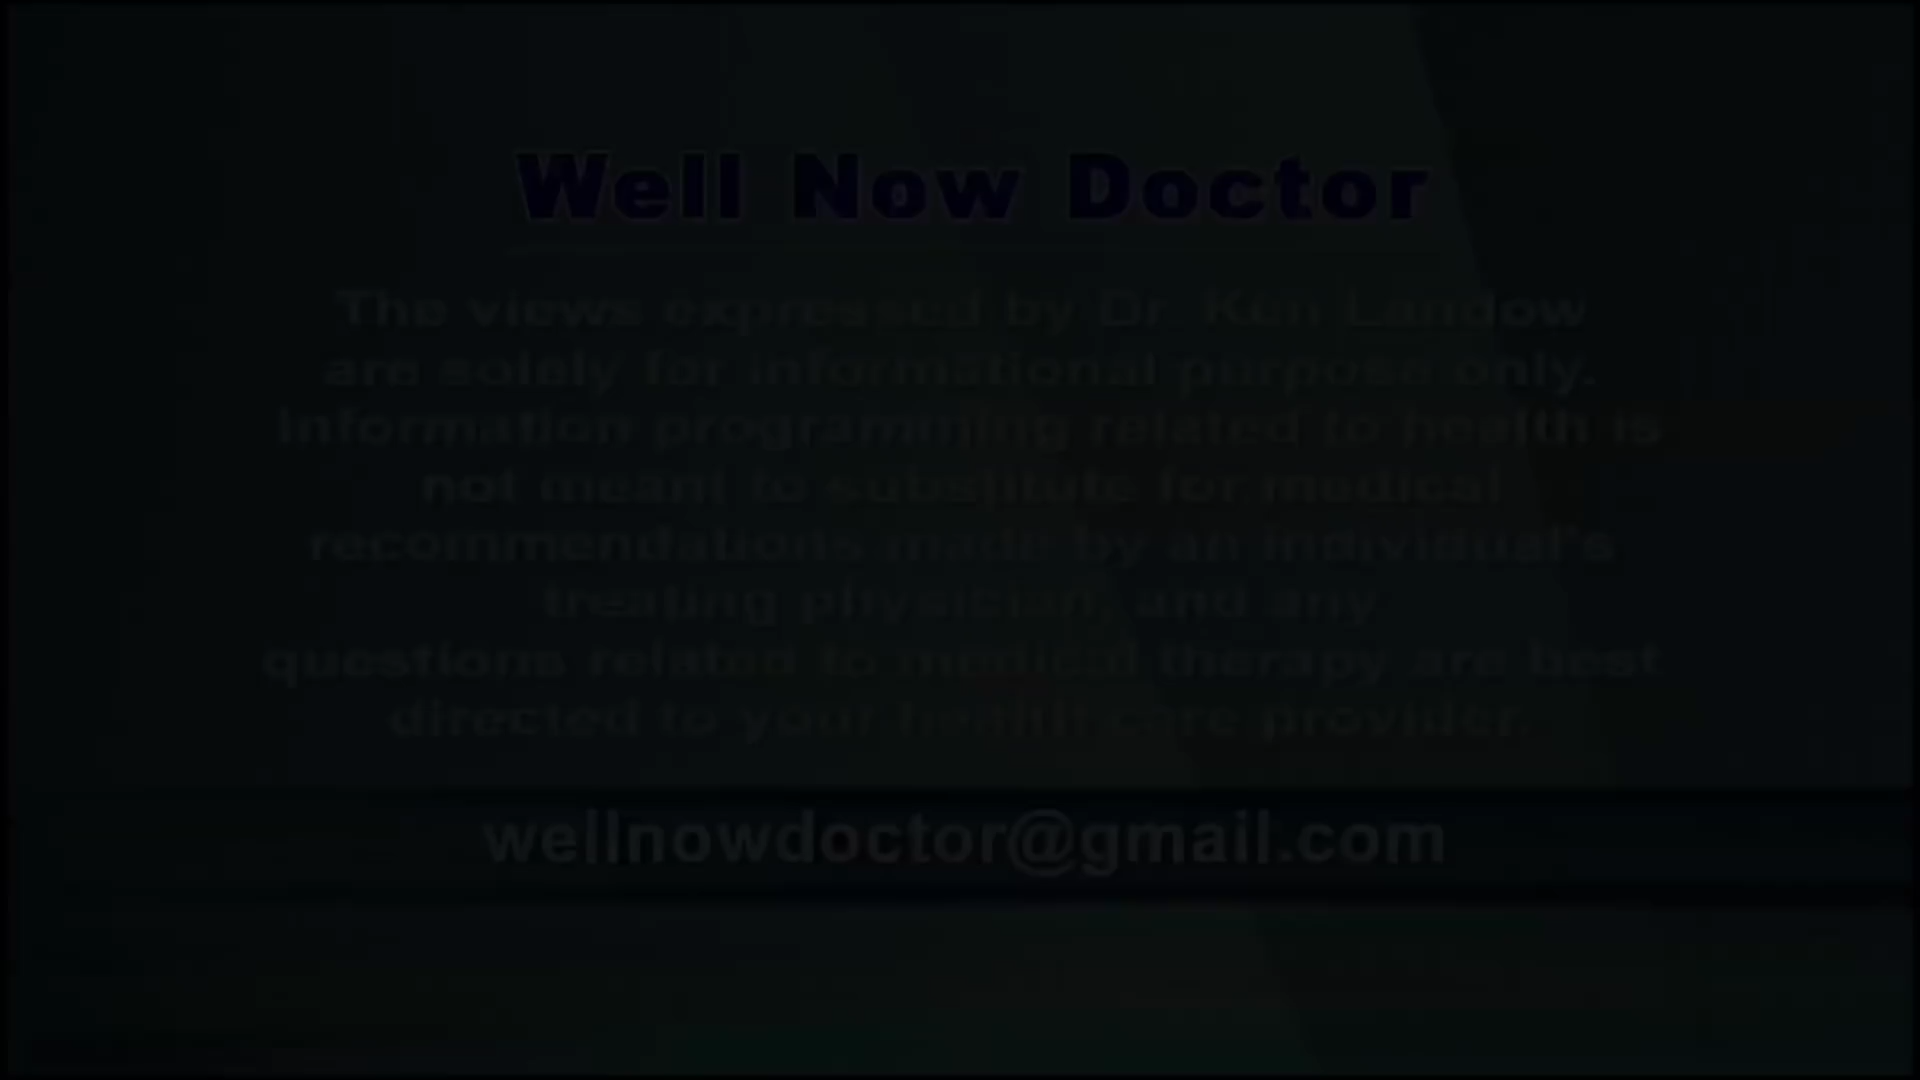 Well Now Doctor
The views expressed by Dr. Ken Landow
are solely for informational purpose only.
Information programming related to health is
not meant to substitute for medical
recommendations made by an individual's
treating physician, and any
questions related to medical therapy are best
directed to your health care provider.
wellnowdoctor@gmail.com